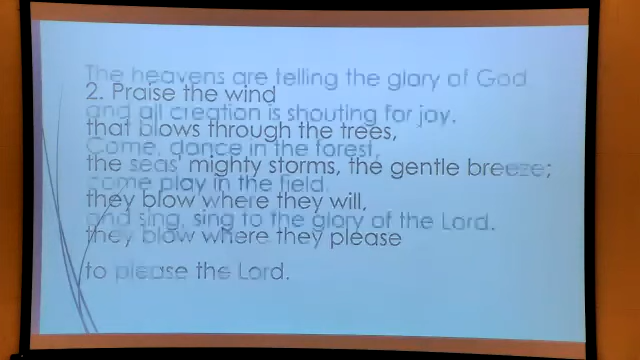 The heavens are telling the glory of God
2. Praise the wind
and all creation is shouting for joy.
that blows through the trees,
Come, dance in the forest,
the seas' mighty storms, the gentle breeze;
come play in the field
they blow where they will,
and sing, sing to the glory of the Lord.
they blow where they please
to please the Lord.